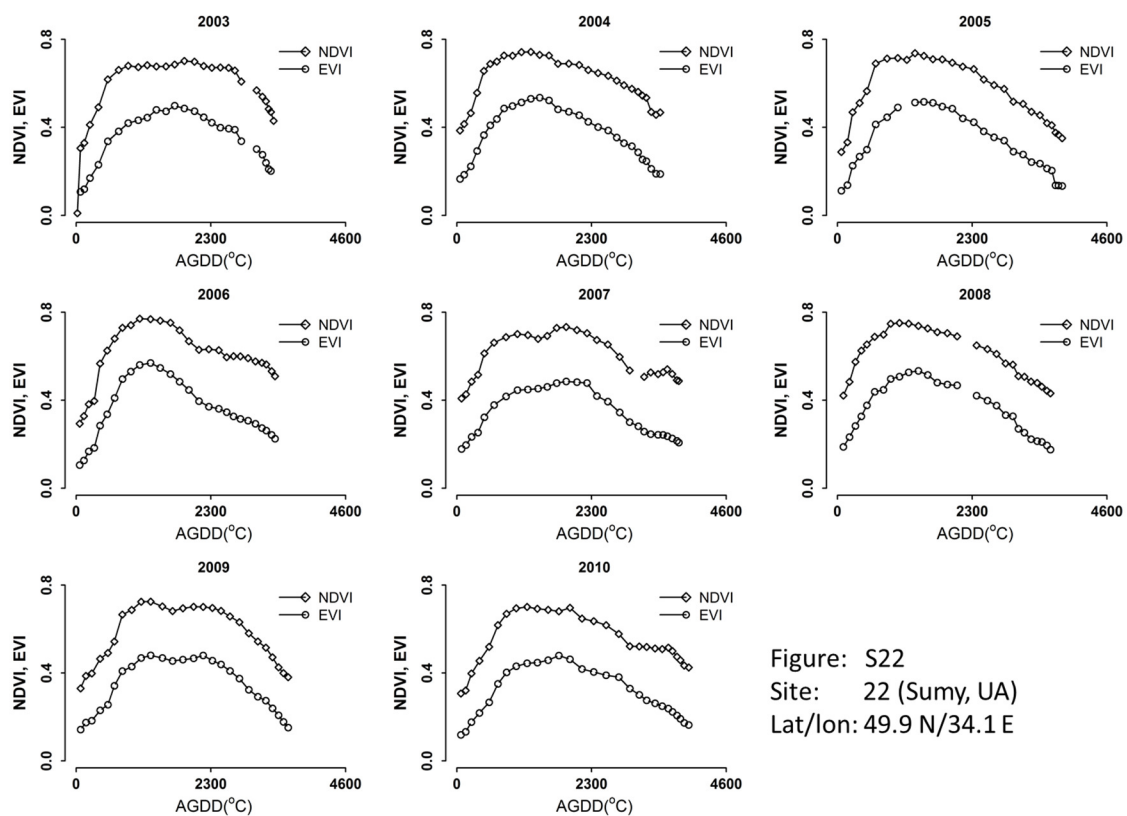 2003
NDVI, EVI
0.0 0.4 0.8
NDVI
EVI
0 2300 4600
AGDD(°C)
2004
NDVI, EVI
0.0 0.4 0.8
NDVI
EVI
0 2300 4600
AGDD(°C)
2005
NDVI, EVI
0.0 0.4 0.8
NDVI
EVI
0 2300 4600
AGDD(°C)
2006
NDVI, EVI
0.0 0.4 0.8
NDVI
EVI
0 2300 4600
AGDD(°C)
2007
NDVI, EVI
0.0 0.4 0.8
NDVI
EVI
0 2300 4600
AGDD(°C)
2008
NDVI, EVI
0.0 0.4 0.8
NDVI
EVI
0 2300 4600
AGDD(°C)
2009
NDVI, EVI
0.0 0.4 0.8
NDVI
EVI
0 2300 4600
AGDD(°C)
2010
NDVI, EVI
0.0 0.4 0.8
NDVI
EVI
0 2300 4600
AGDD(°C)
Figure: S22
Site: 22 (Sumy, UA)
Lat/lon: 49.9 N/34.1 E